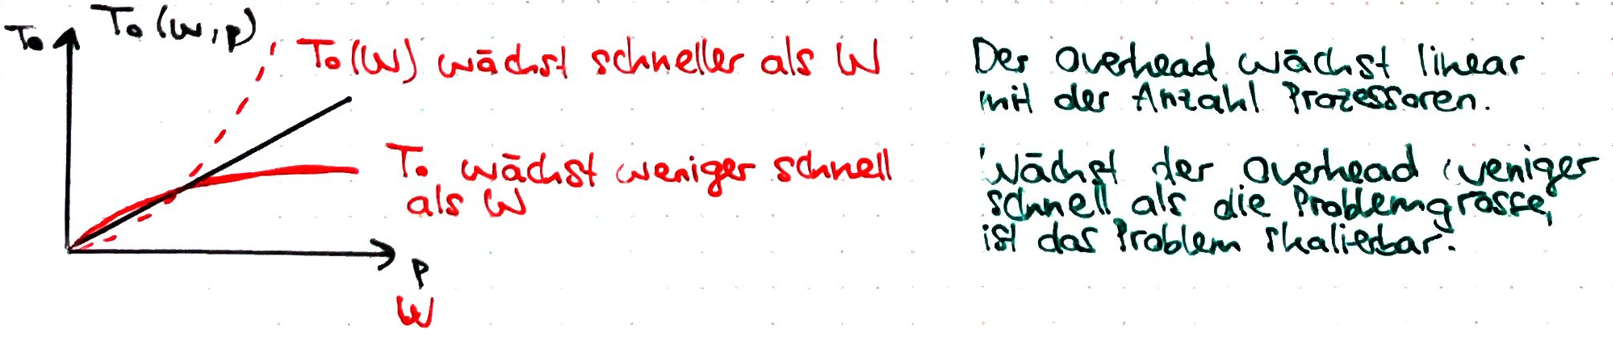 To
To(W,p)
To(W) wächst schneller als W
To wächst weniger schnell
als W
p
W
Der Overhead wächst linear
mit der Anzahl Prozessoren.
Wächst der Overhead weniger
schnell als die Problemgrösse,
ist das Problem skalierbar.